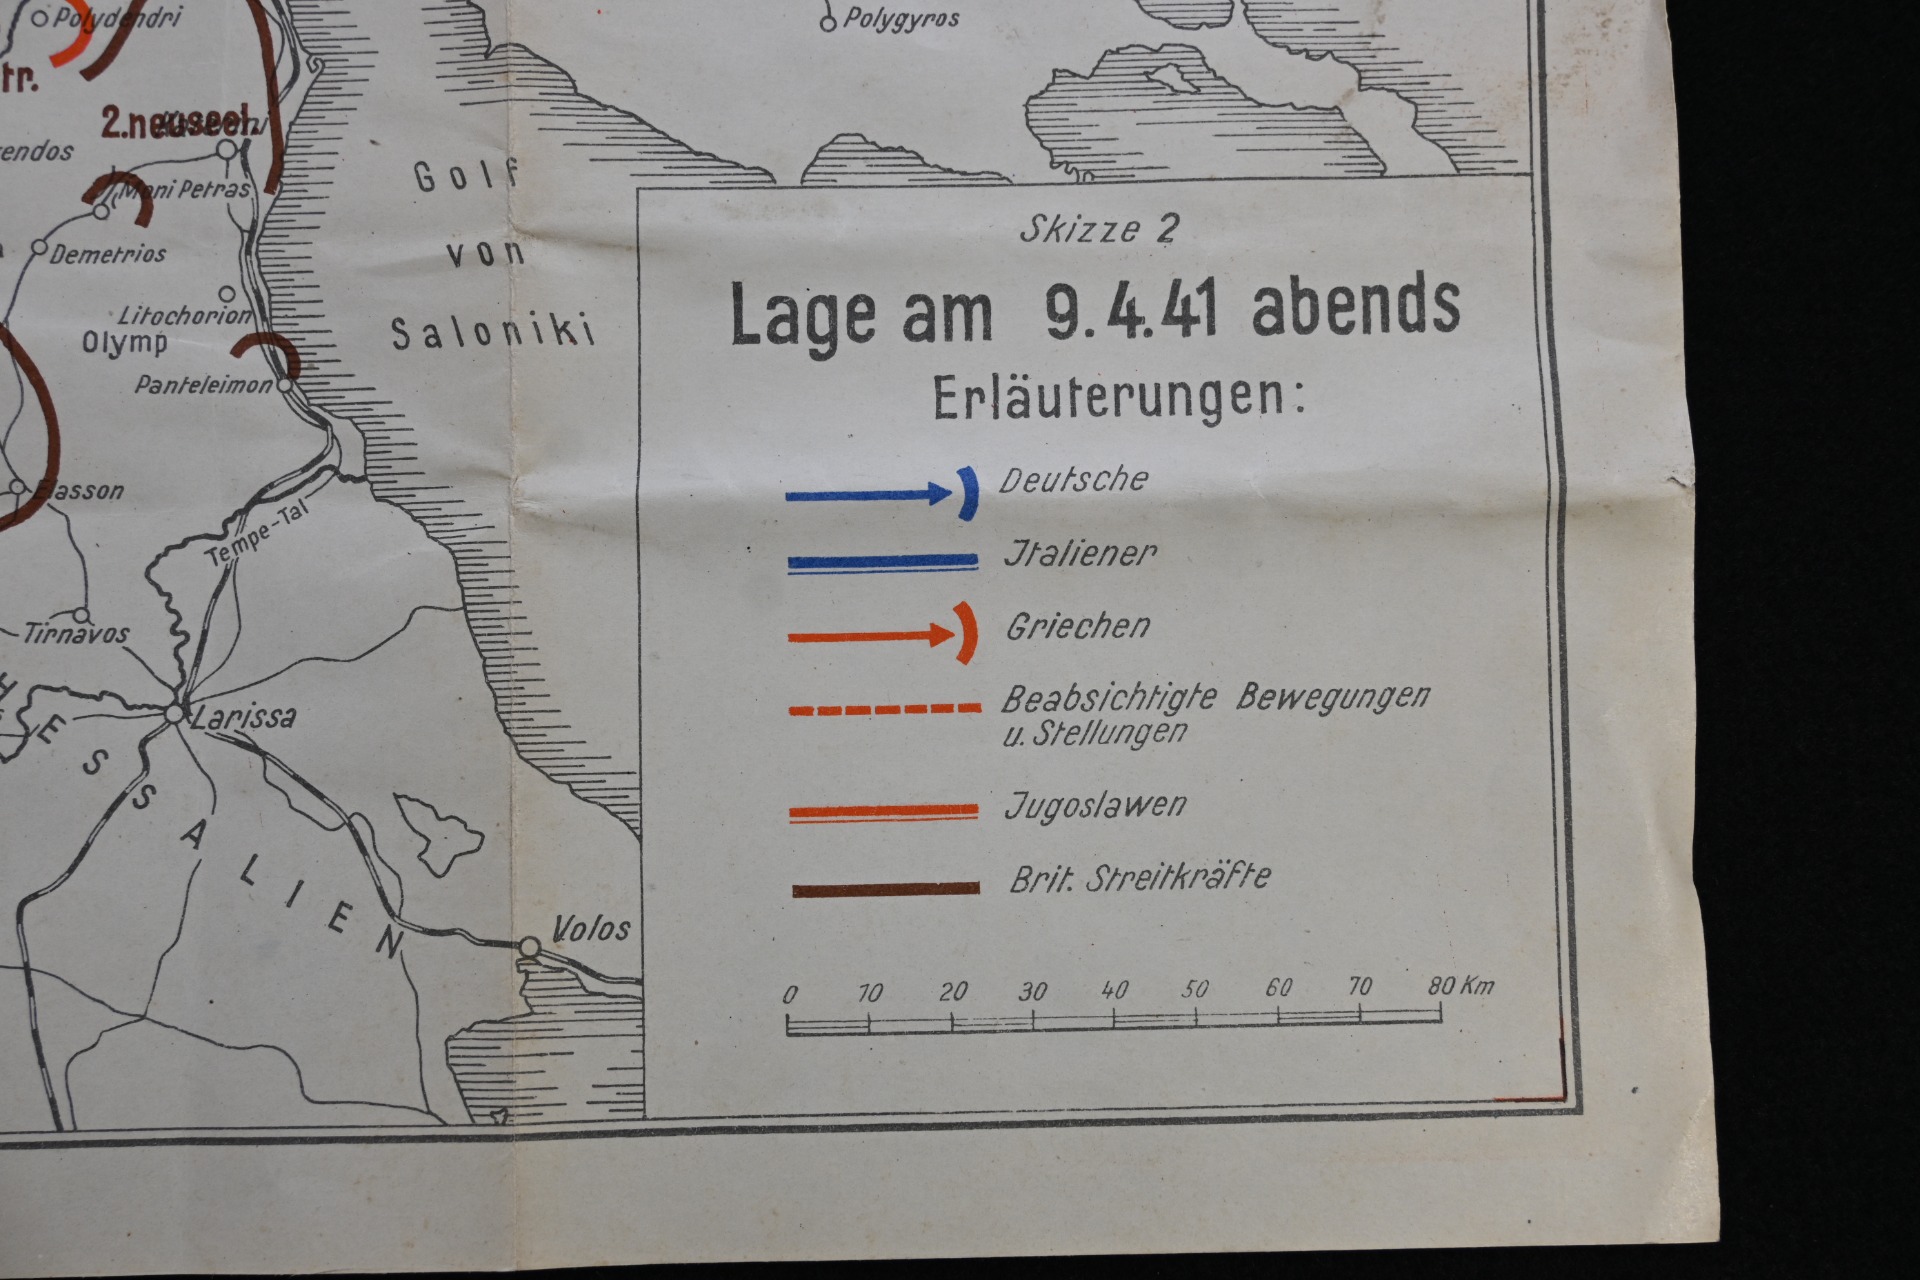 Polydendri
Polygyros
tr.
2.neuseel.
endos
Moni Petras
Demetrios
Litochorion
Olymp
Panteleimon
Elasson
Tempe-Tal
Tirnavos
Larissa
HESSALIEN
Volos
Golf
von
Saloniki
Skizze 2
Lage am 9.4.41 abends
Erläuterungen:
Deutsche
Jtaliener
Griechen
Beabsichtigte Bewegungen
u. Stellungen
Jugoslawen
Brit. Streitkräfte
0 10 20 30 40 50 60 70 80 Km